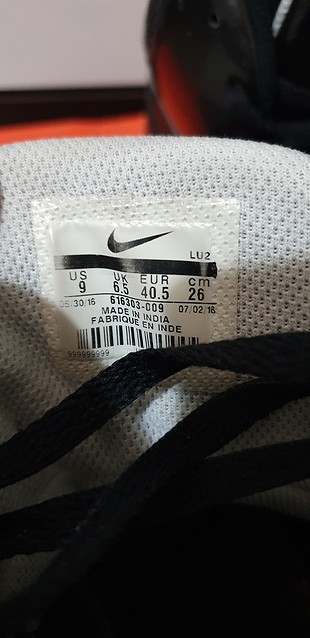 LU2
US UK EUR cm
9 6.5 40.5 26
05/30/16 616303-009 07/02/16
MADE IN INDIA
FABRIQUE EN INDE
999999999